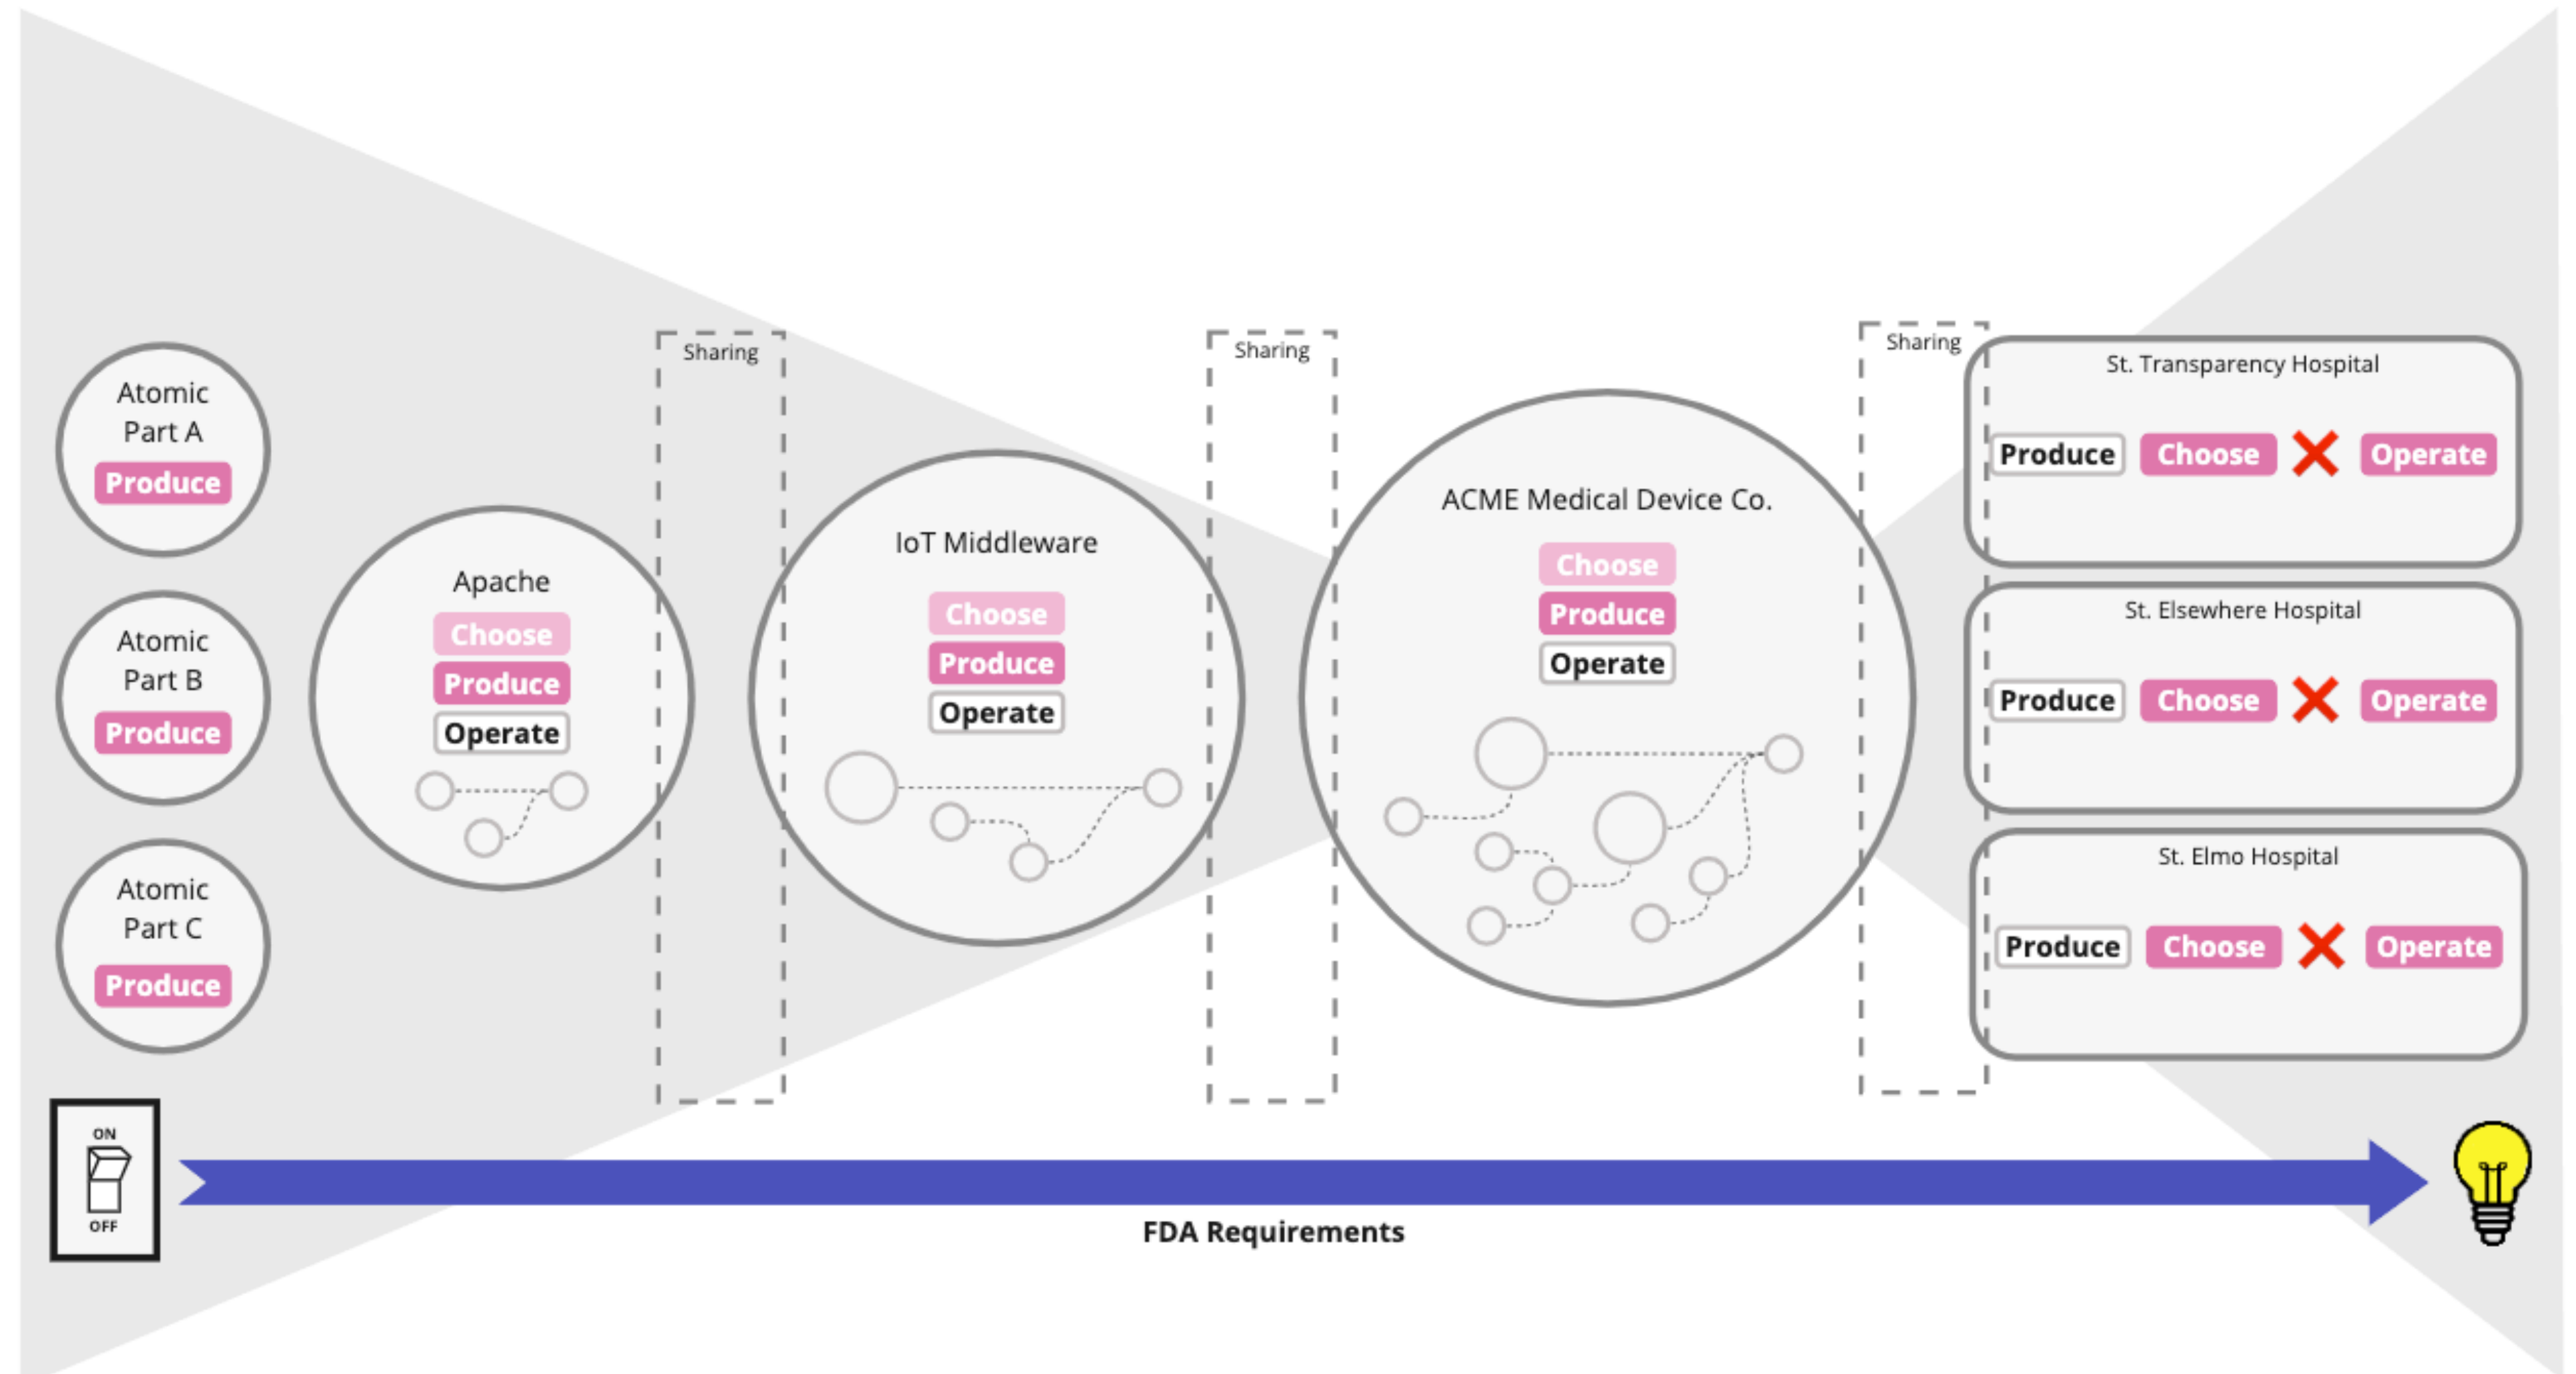 Atomic
Part A
Produce
Atomic
Part B
Produce
Atomic
Part C
Produce
Apache
Choose
Produce
Operate
Sharing
IoT Middleware
Choose
Produce
Operate
Sharing
ACME Medical Device Co.
Choose
Produce
Operate
Sharing
St. Transparency Hospital
Produce Choose Operate
St. Elsewhere Hospital
Produce Choose Operate
St. Elmo Hospital
Produce Choose Operate
ON
OFF
FDA Requirements